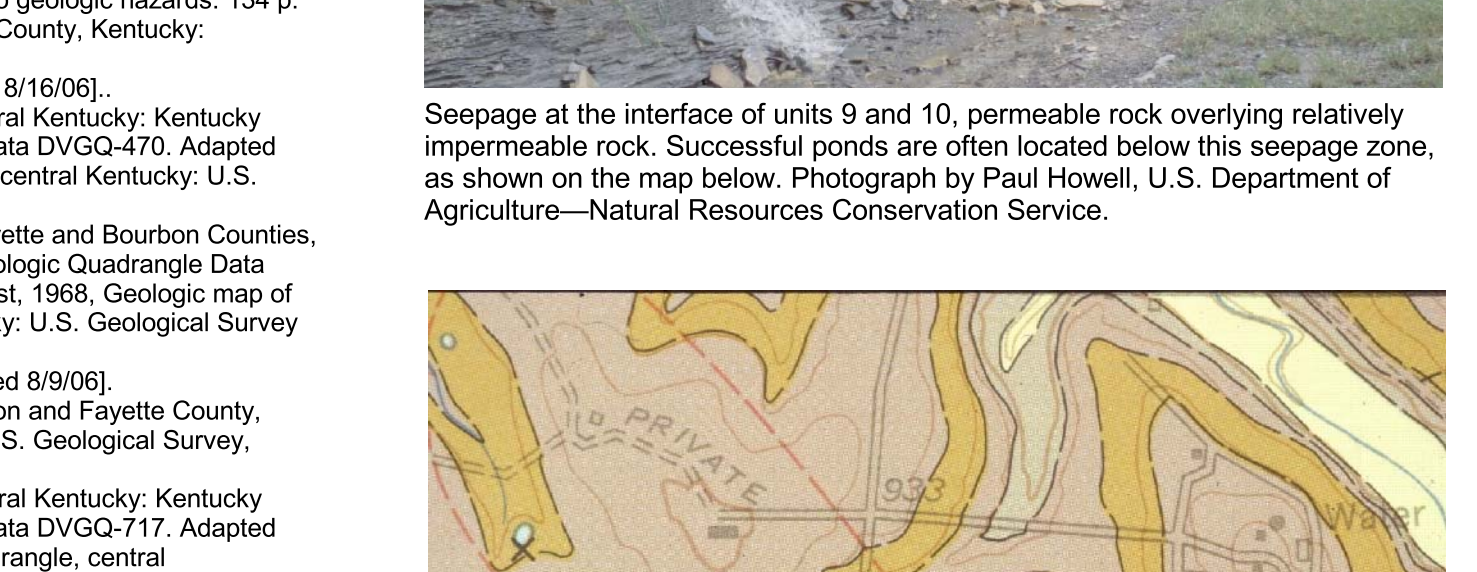 o geologic hazards. 134 p.
County, Kentucky:
8/16/06]..
ral Kentucky: Kentucky
ata DVGQ-470. Adapted
central Kentucky: U.S.
ette and Bourbon Counties,
ologic Quadrangle Data
st, 1968, Geologic map of
y: U.S. Geological Survey
ed 8/9/06].
on and Fayette County,
S. Geological Survey,
ral Kentucky: Kentucky
ata DVGQ-717. Adapted
rangle, central
Seepage at the interface of units 9 and 10, permeable rock overlying relatively
impermeable rock. Successful ponds are often located below this seepage zone,
as shown on the map below. Photograph by Paul Howell, U.S. Department of
Agriculture—Natural Resources Conservation Service.
PRIVATE
933
Water